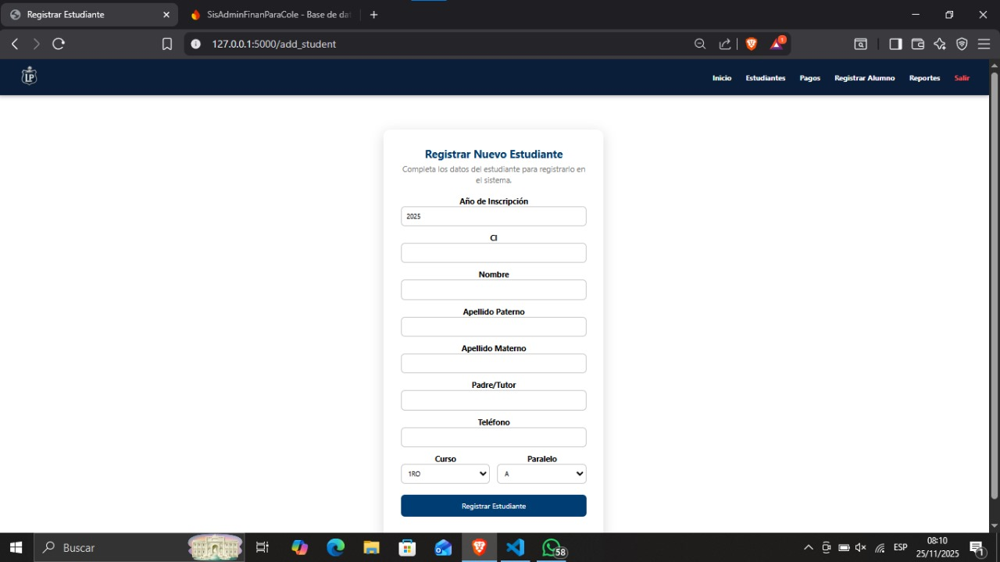 Registrar Estudiante
SisAdminFinanParaCole - Base de dat
127.0.0.1:5000/add_student
1
LP
Inicio
Estudiantes
Pagos
Registrar Alumno
Reportes
Salir
Registrar Nuevo Estudiante
Completa los datos del estudiante para registrarlo en
el sistema.
Año de Inscripción
2025
CI
Nombre
Apellido Paterno
Apellido Materno
Padre/Tutor
Teléfono
Curso
Paralelo
1RO
A
Registrar Estudiante
Buscar
58
ESP
08:10
25/11/2025
1